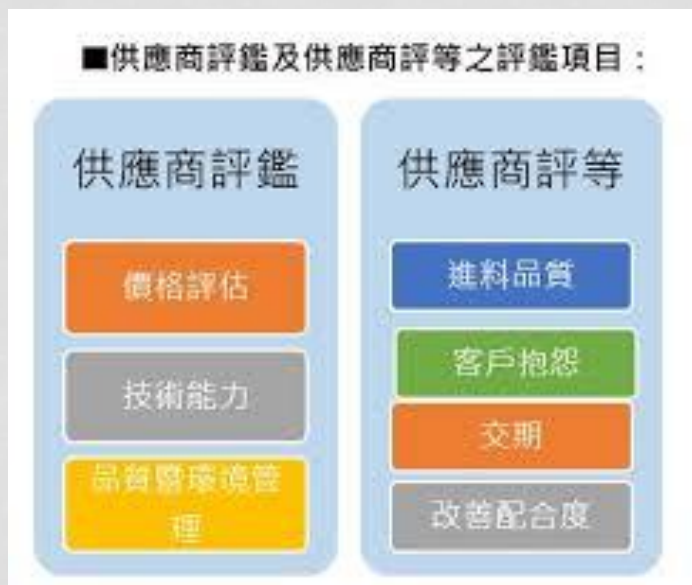 ■供應商評鑑及供應商評等之評鑑項目：
供應商評鑑
價格評估
技術能力
品質暨環境管
理
供應商評等
進料品質
客戶抱怨
交期
改善配合度